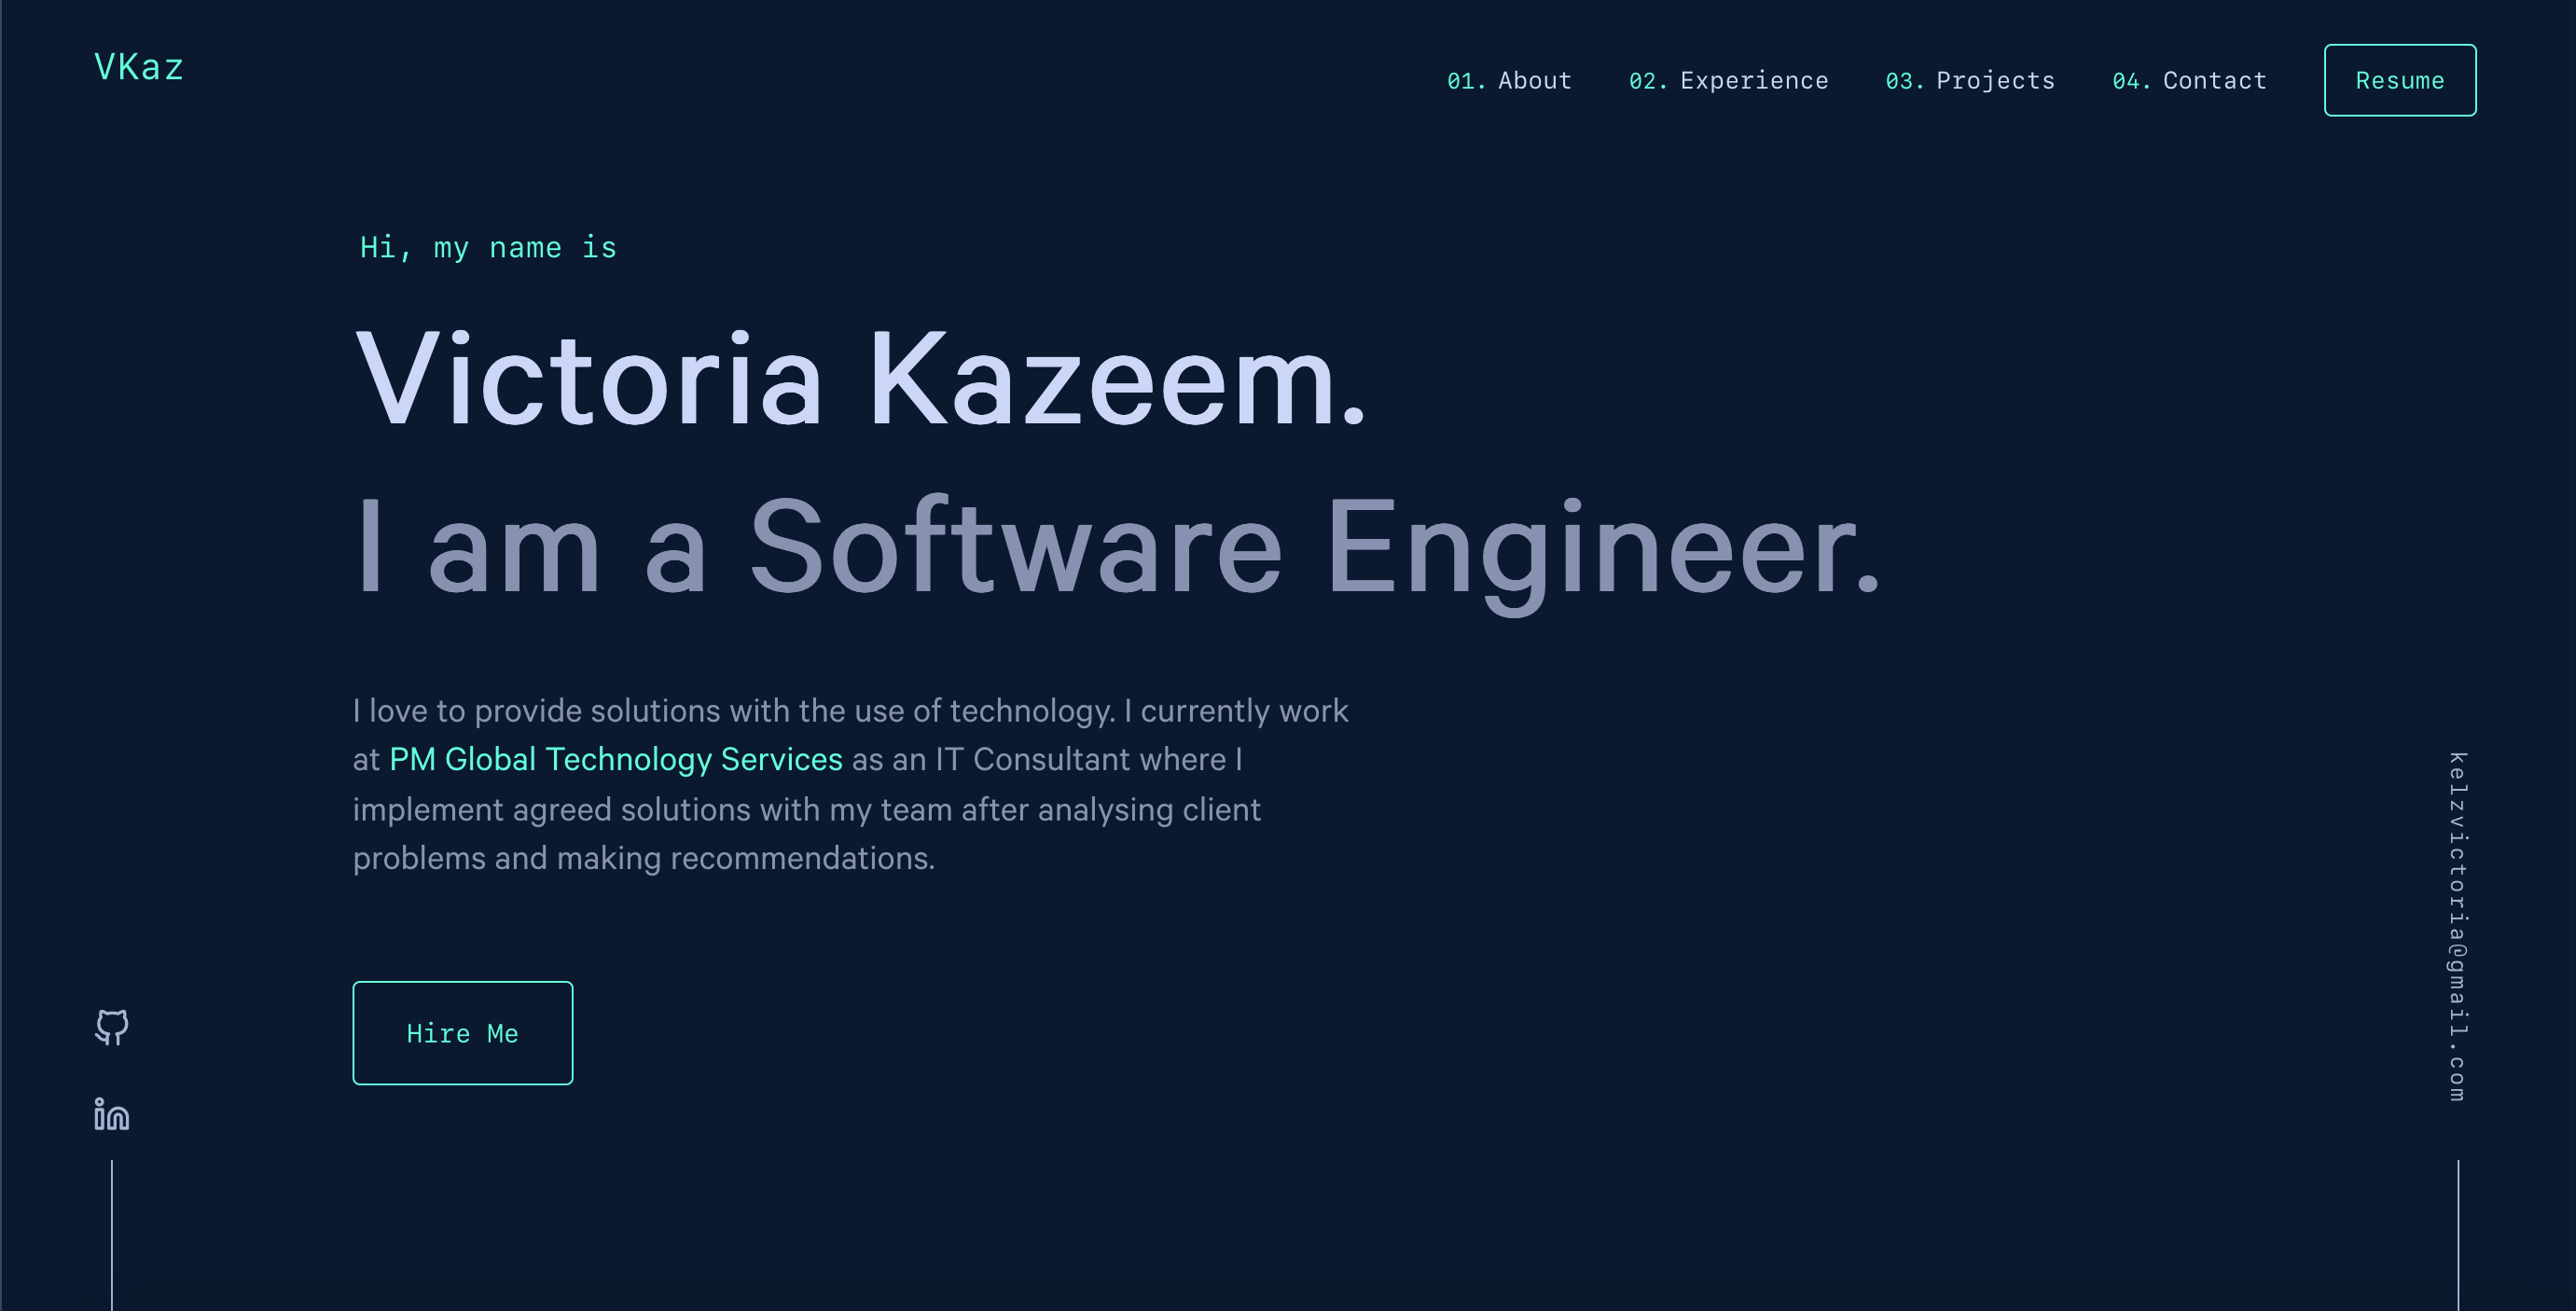 VKaz
01. About 02. Experience 03. Projects 04. Contact Resume
Hi, my name is
Victoria Kazeem.
I am a Software Engineer.
I love to provide solutions with the use of technology. I currently work
at PM Global Technology Services as an IT Consultant where I
implement agreed solutions with my team after analysing client
problems and making recommendations.
Hire Me
in
kelzvictoria@gmail.com